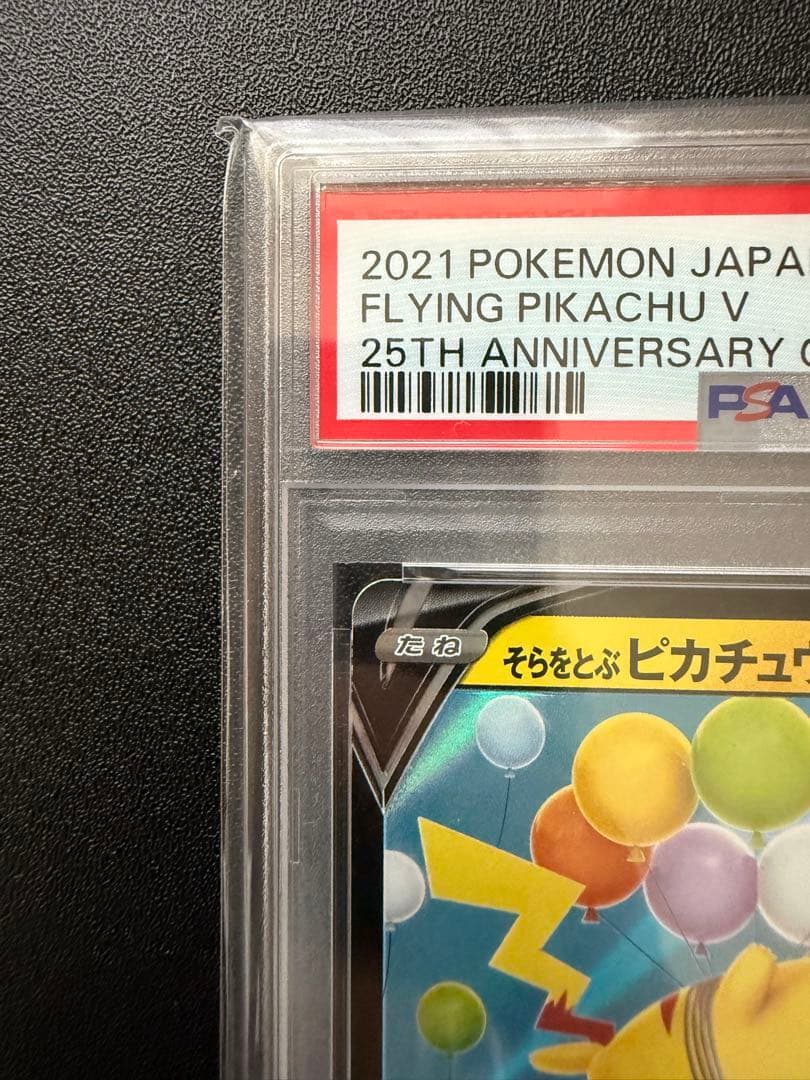 2021 POKEMON JAPA
FLYING PIKACHU V
25TH ANNIVERSARY
PSA
たね
そらをとぶピカチュウ